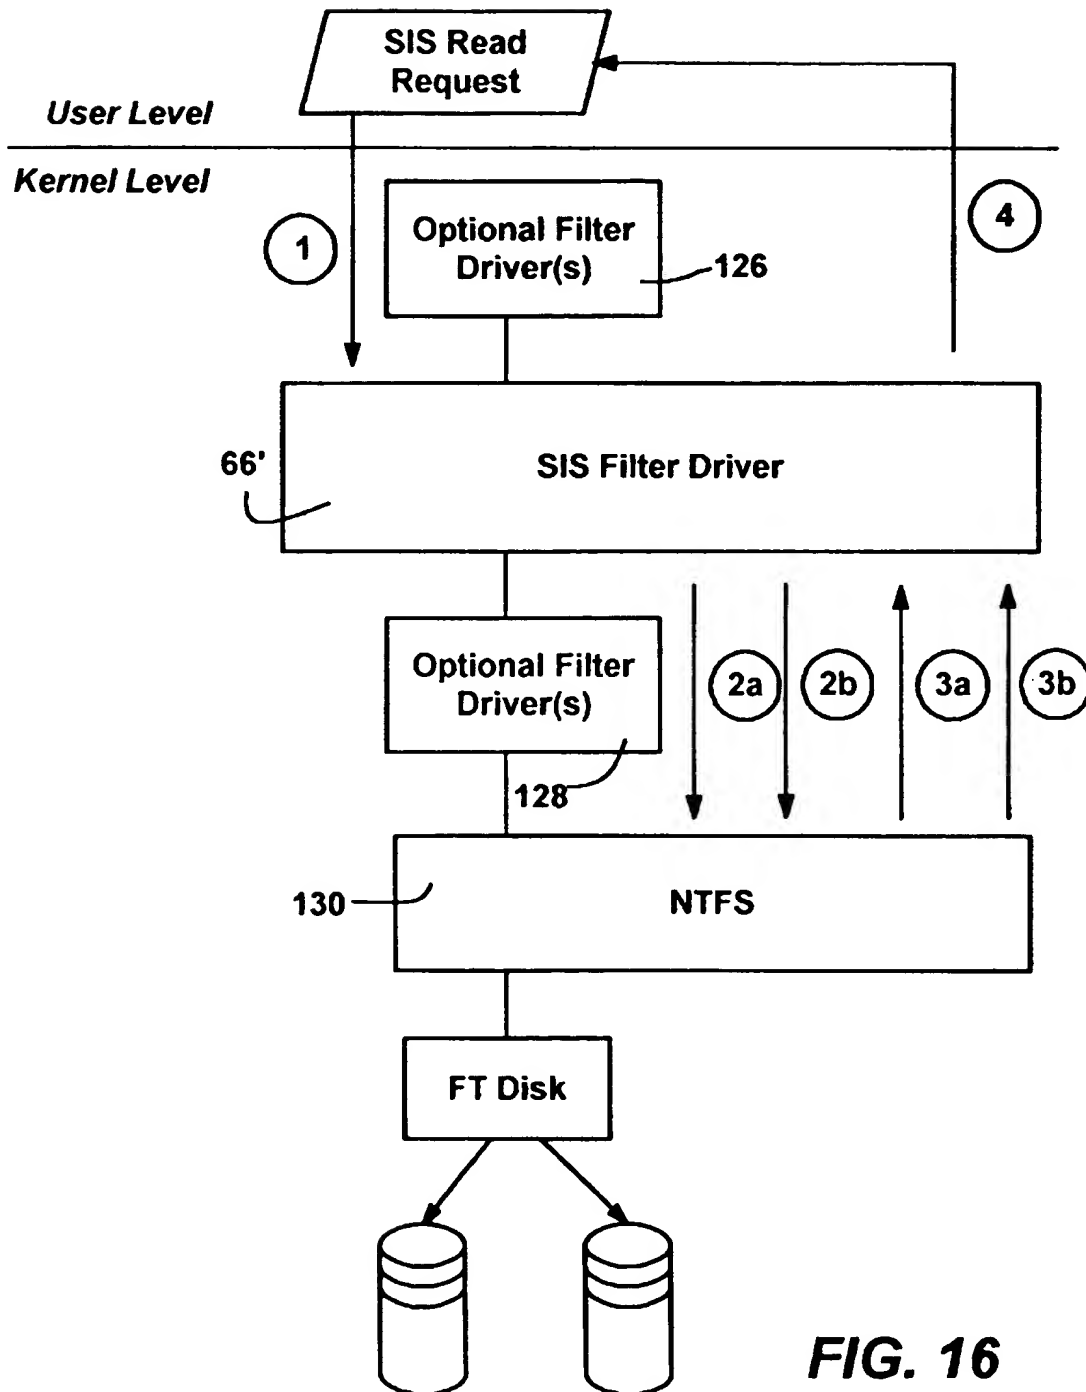 SIS Read
Request
User Level
Kernel Level
1
4
Optional Filter
Driver(s)
126
66'
SIS Filter Driver
Optional Filter
Driver(s)
2a
2b
3a
3b
128
130
NTFS
FT Disk
FIG. 16